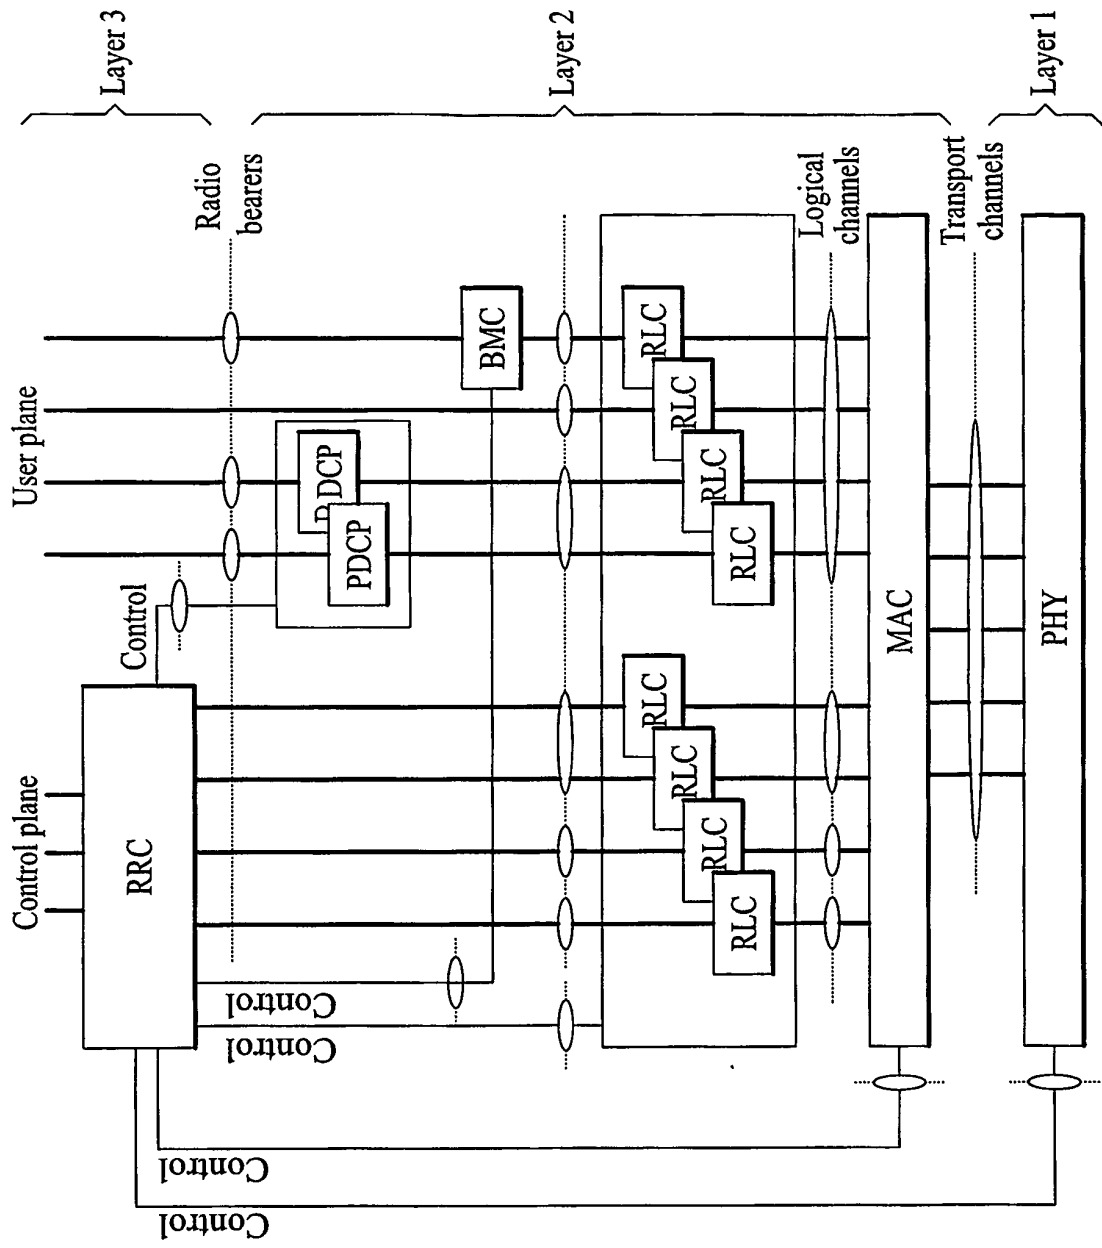 Control plane
User plane
Layer 3
RRC
Control
Control
Control
Control
Control
Radio
bearers
PDCP
PDCP
BMC
Layer 2
RLC
RLC
RLC
RLC
RLC
RLC
RLC
RLC
Logical
channels
MAC
Transport
channels
PHY
Layer 1